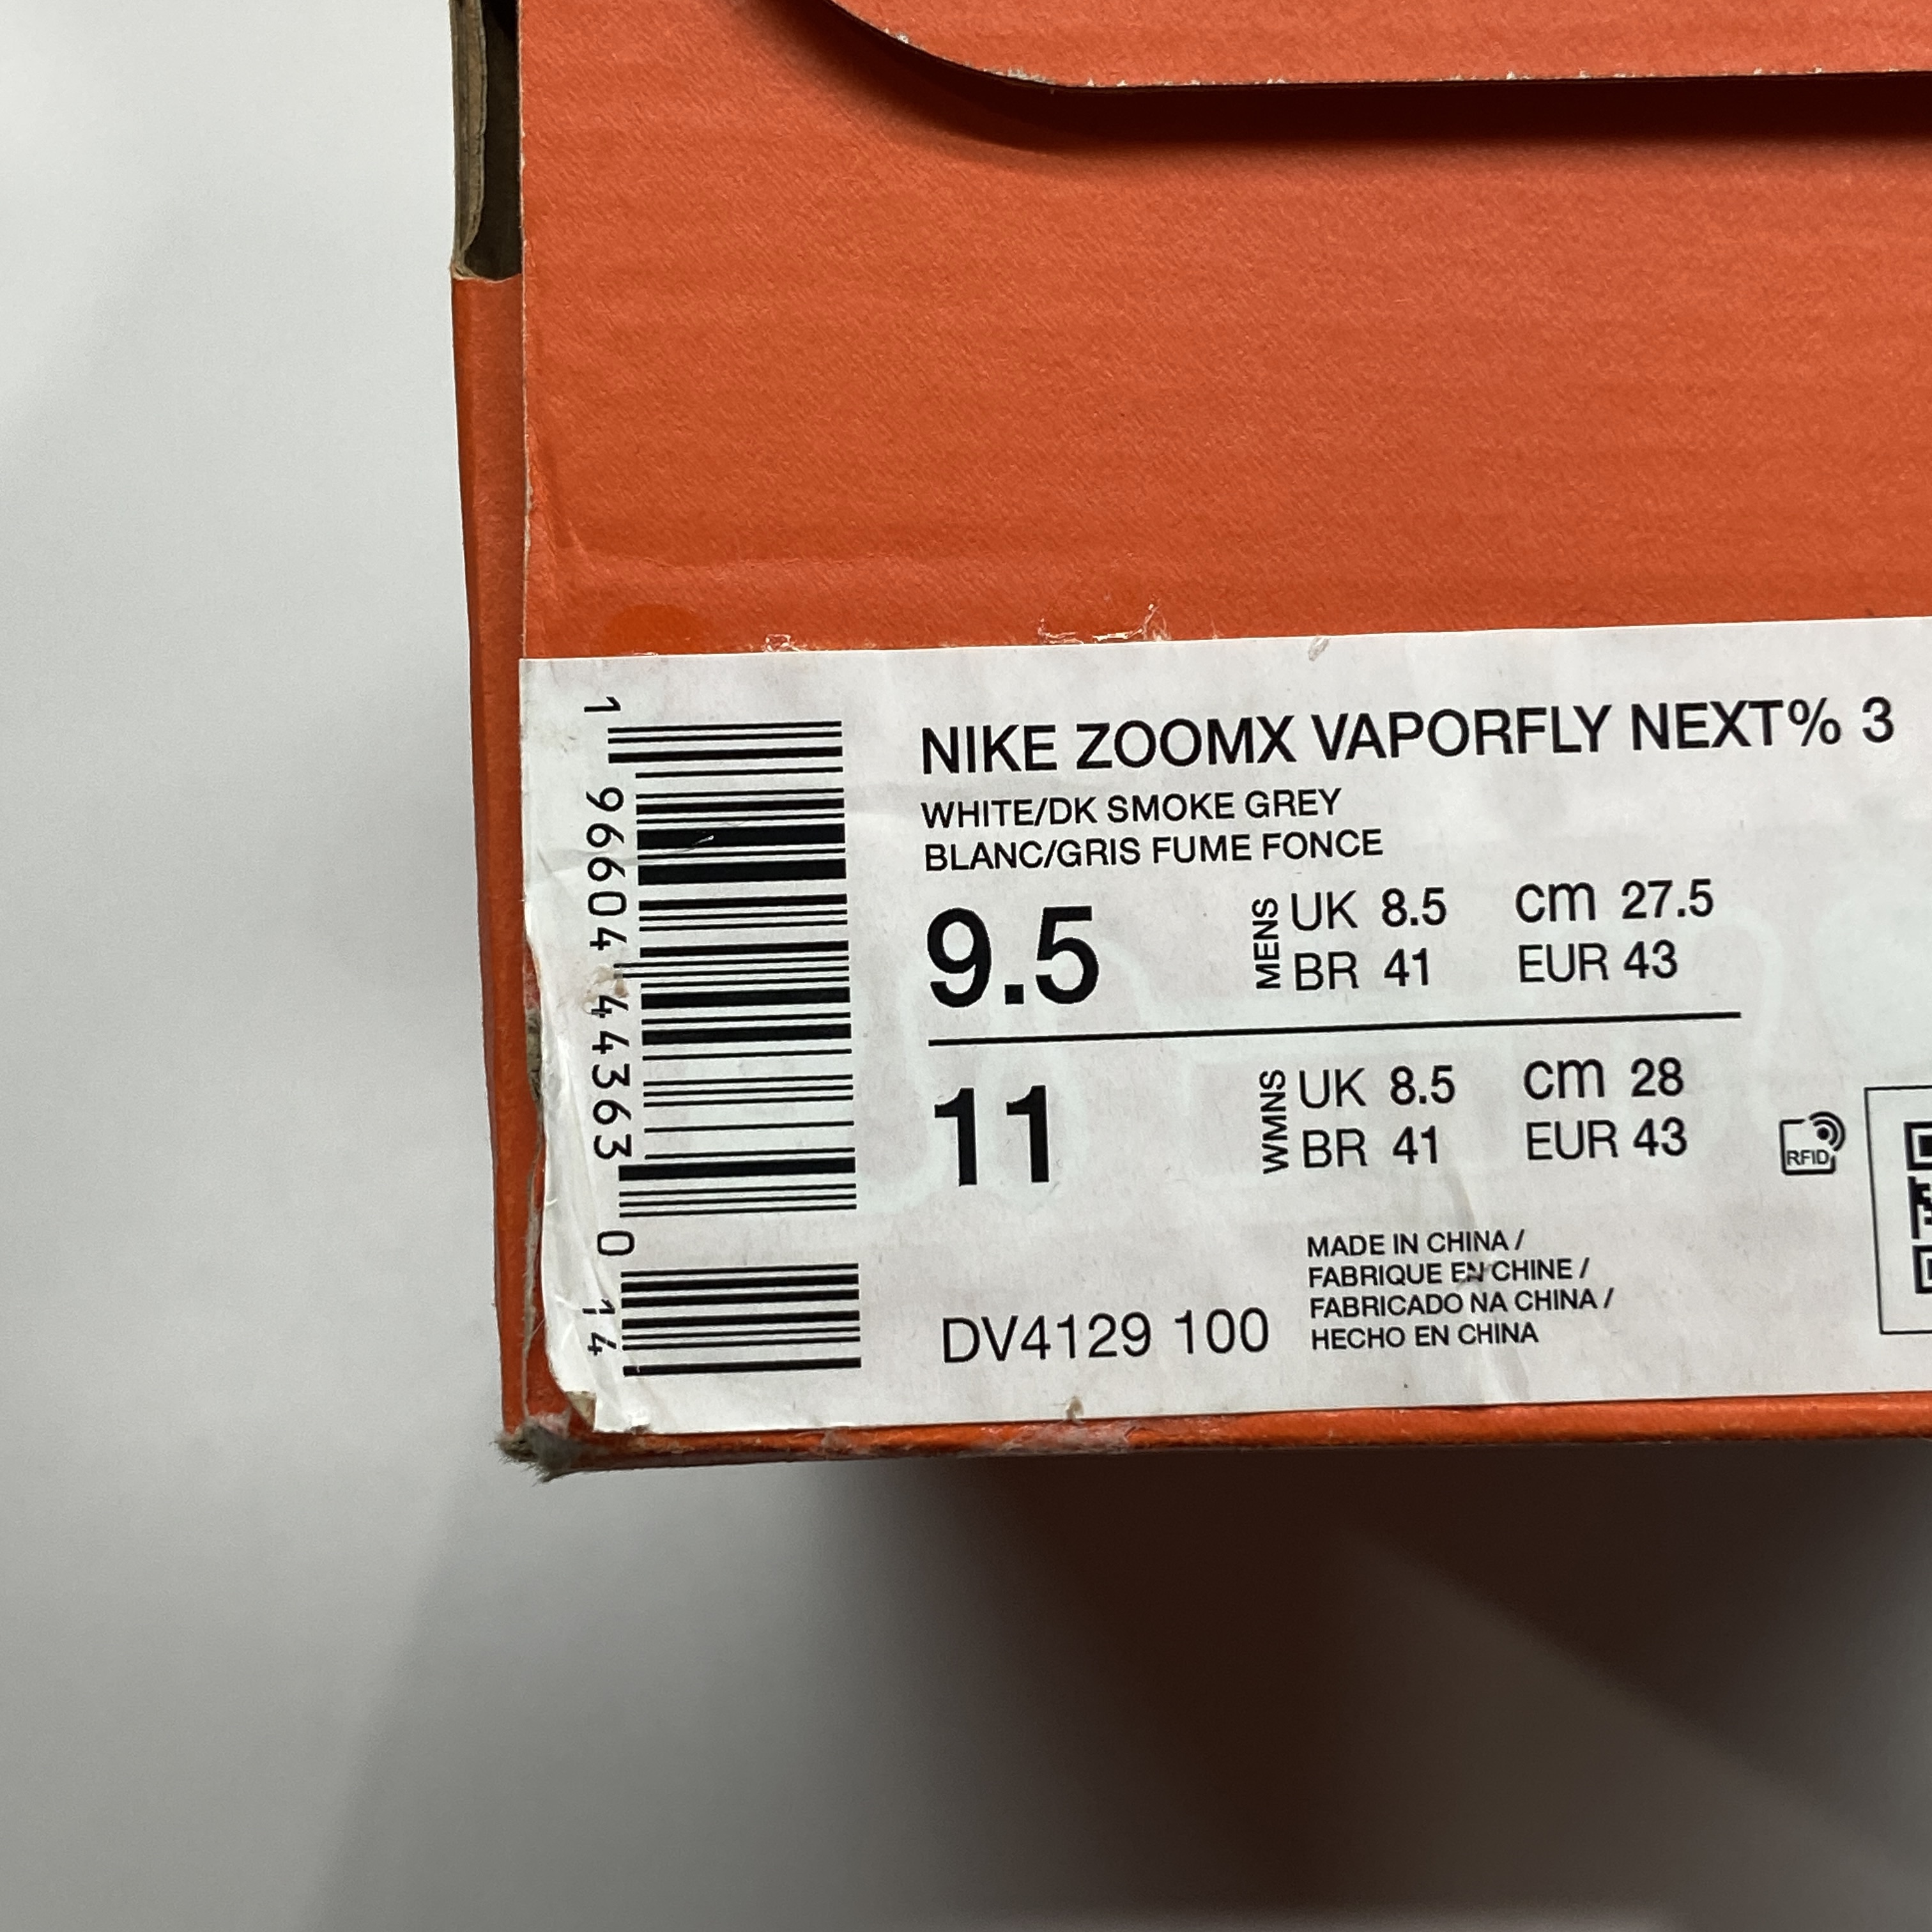 1 96604 44363 0 14
NIKE ZOOMX VAPORFLY NEXT% 3
WHITE/DK SMOKE GREY
BLANC/GRIS FUME FONCE
9.5 MENS UK 8.5 cm 27.5
BR 41 EUR 43
11 WMNS UK 8.5 cm 28
BR 41 EUR 43
RFID
MADE IN CHINA /
FABRIQUE EN CHINE /
FABRICADO NA CHINA /
HECHO EN CHINA
DV4129 100